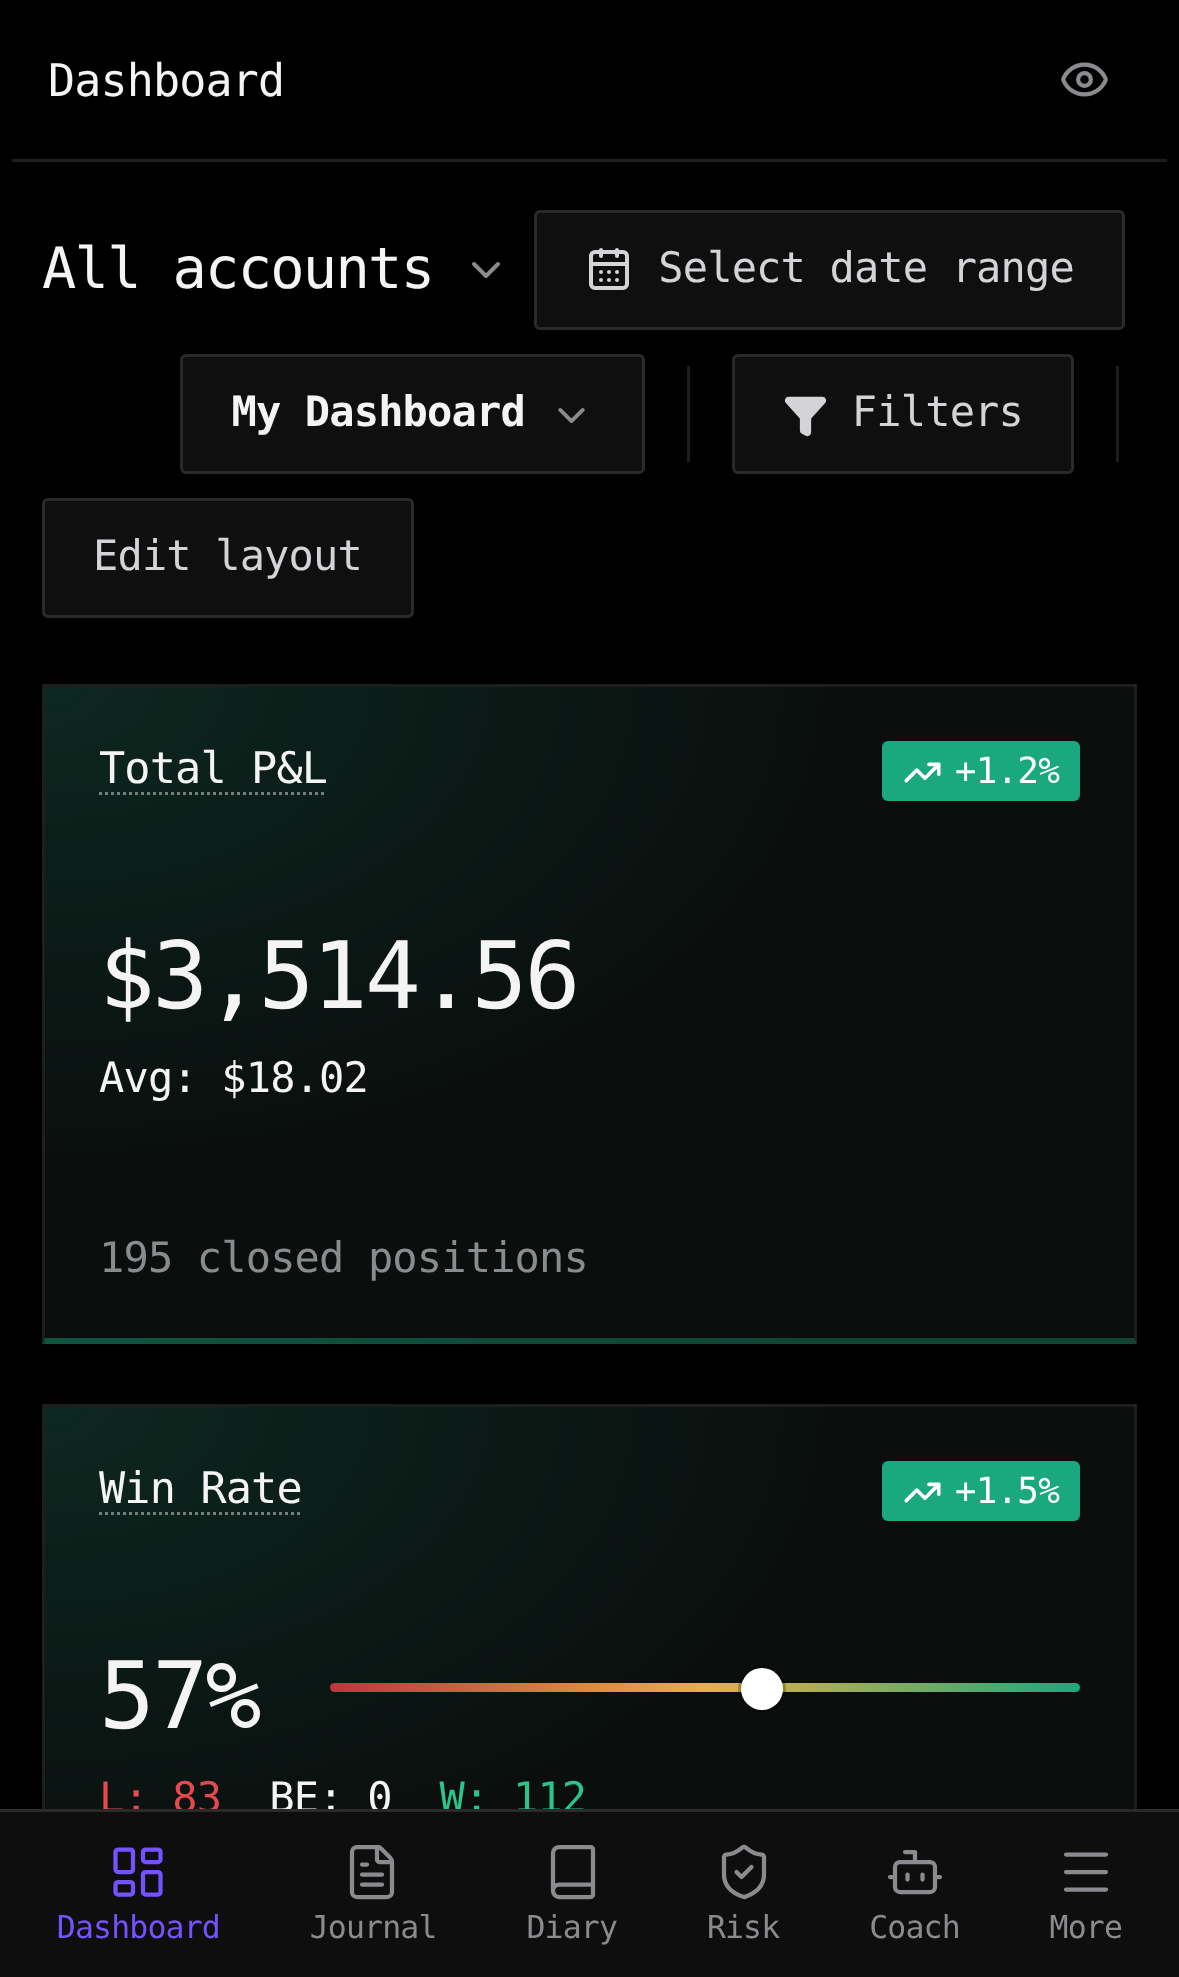 Dashboard
All accounts
Select date range
My Dashboard
Filters
Edit layout
Total P&L
+1.2%
$3,514.56
Avg: $18.02
195 closed positions
Win Rate
+1.5%
57%
L: 83 BE: 0 W: 112
Dashboard Journal Diary Risk Coach More